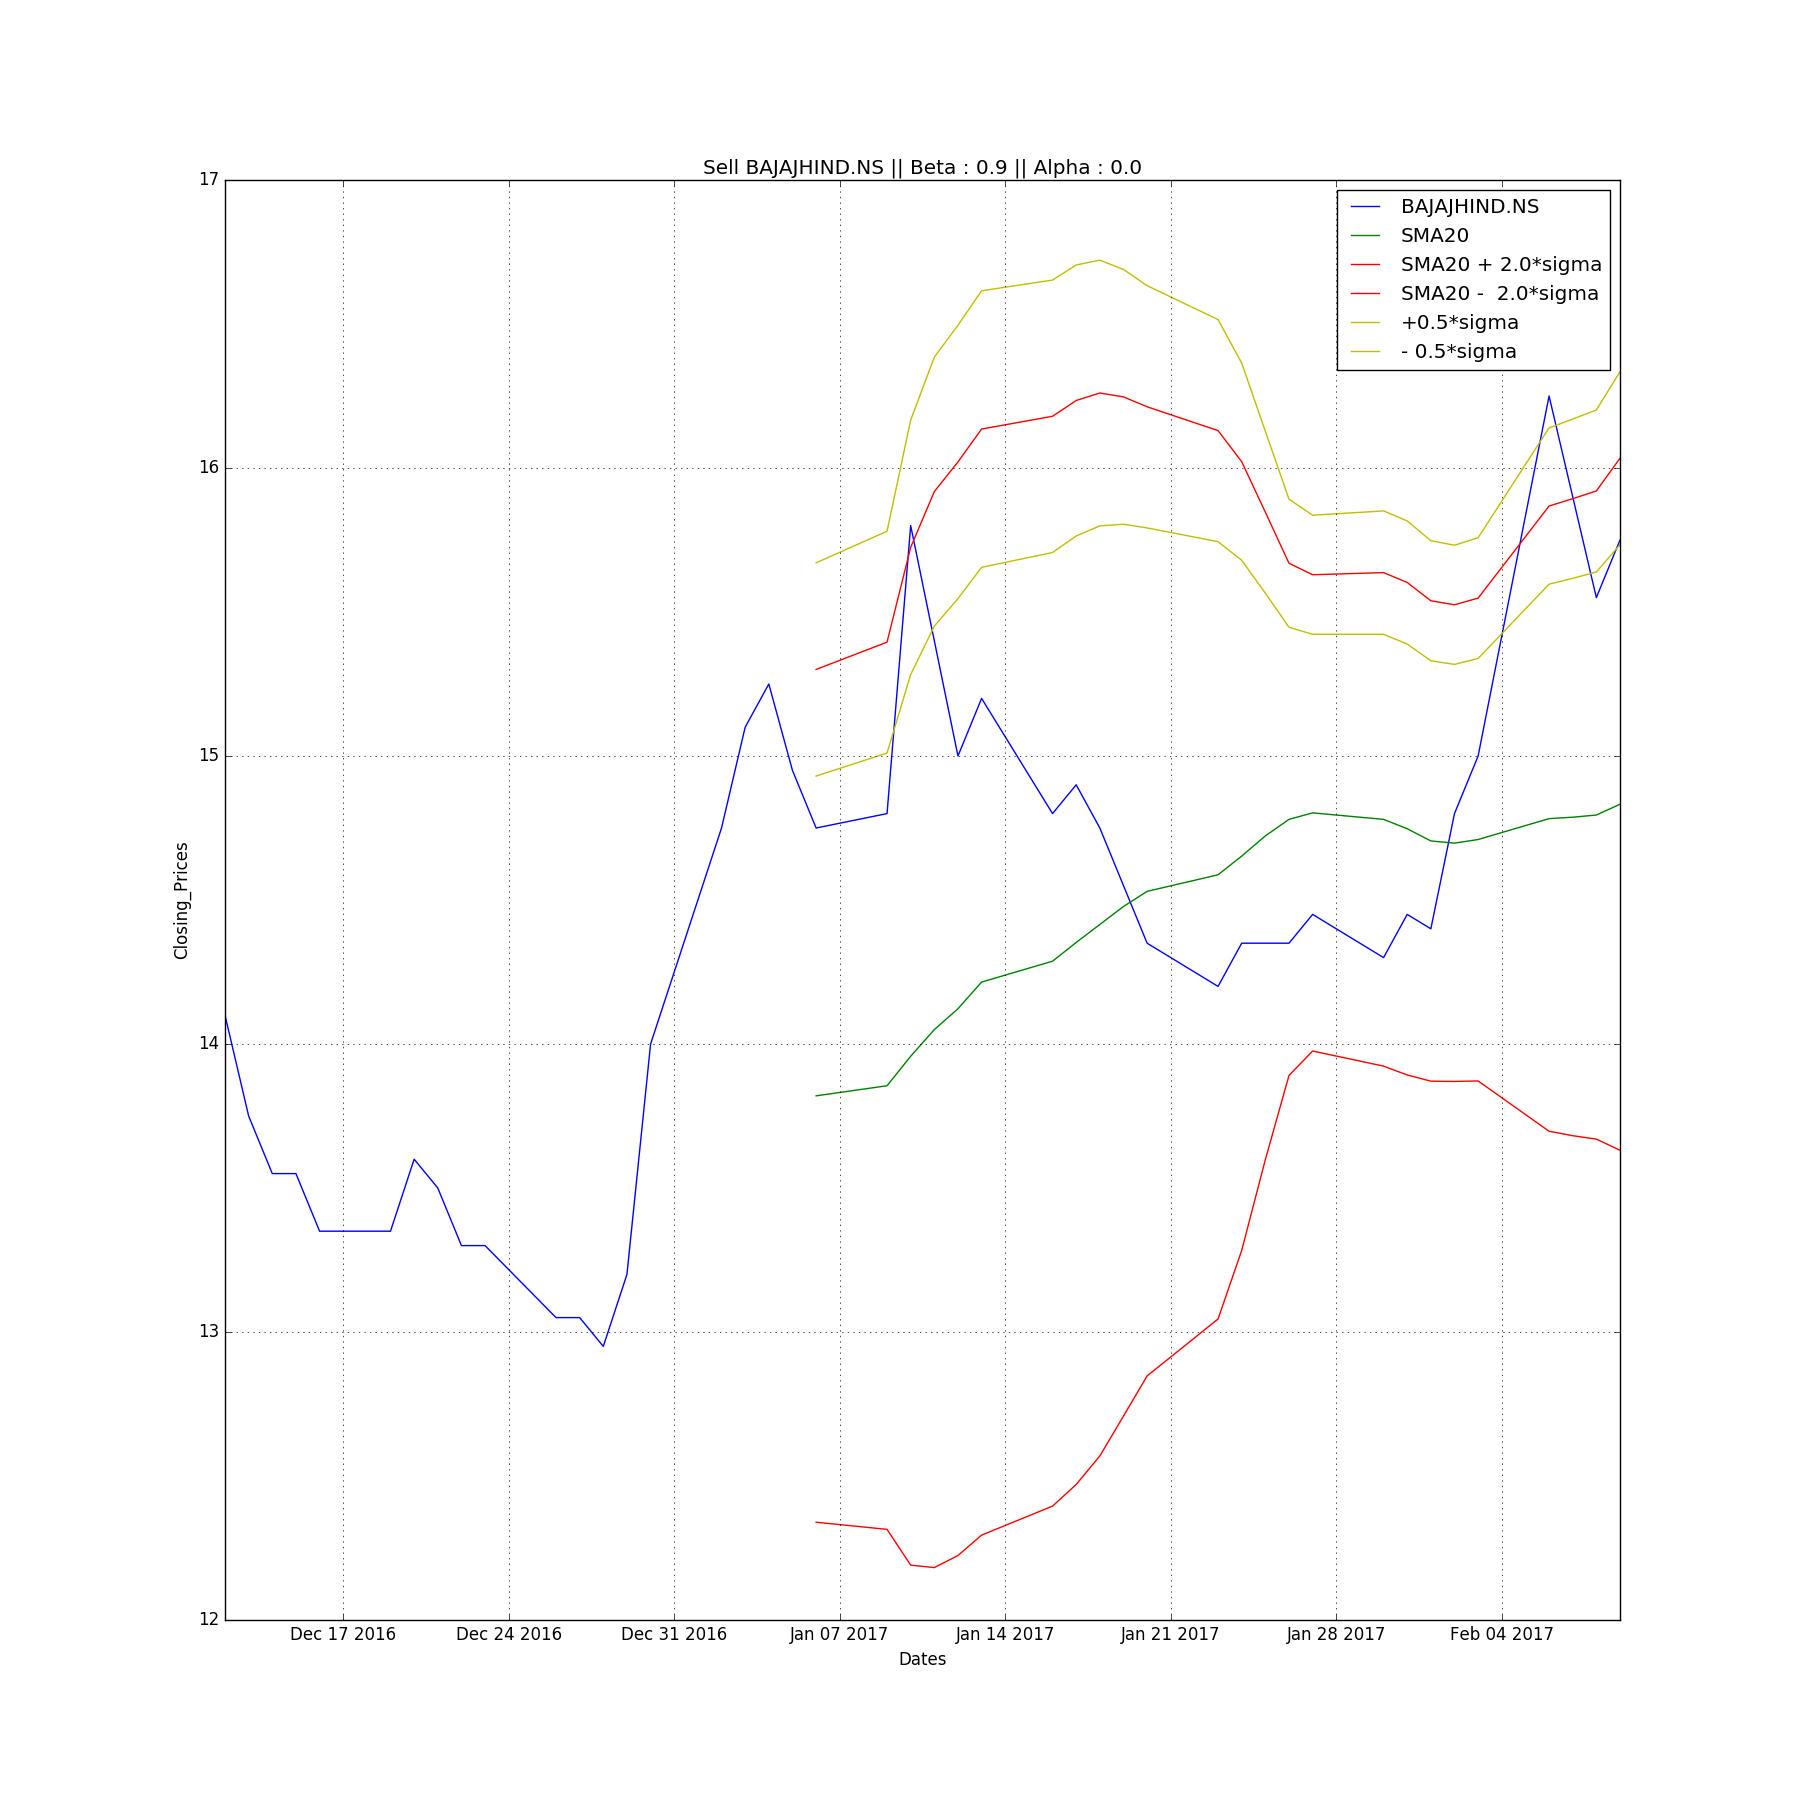 Sell BAJAJHIND.NS || Beta : 0.9 || Alpha : 0.0
17
16
15
14
13
12
Closing_Prices
BAJAJHIND.NS
SMA20
SMA20 + 2.0*sigma
SMA20 -  2.0*sigma
+0.5*sigma
- 0.5*sigma
Dec 17 2016
Dec 24 2016
Dec 31 2016
Jan 07 2017
Jan 14 2017
Jan 21 2017
Jan 28 2017
Feb 04 2017
Dates